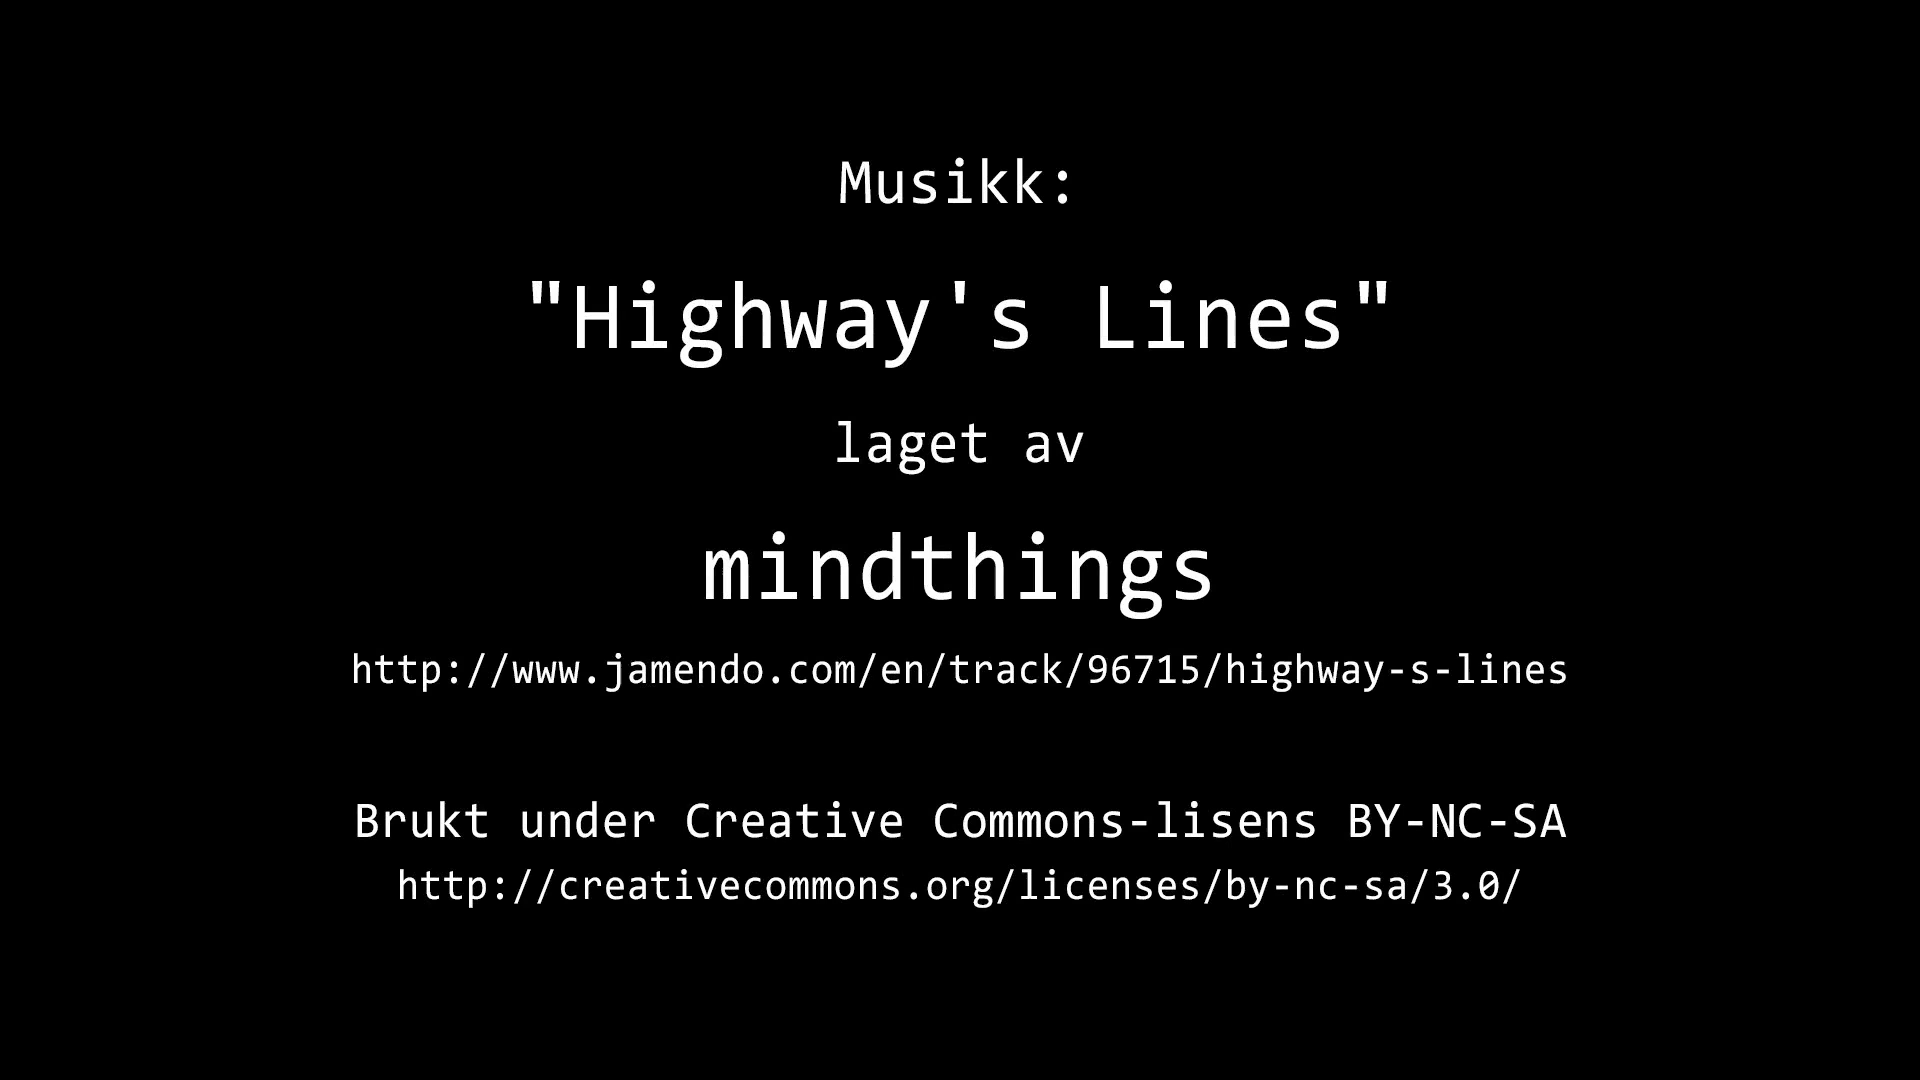 Musikk:
"Highway's Lines"
laget av
mindthings
http://www.jamendo.com/en/track/96715/highway-s-lines
Brukt under Creative Commons-lisens BY-NC-SA
http://creativecommons.org/licenses/by-nc-sa/3.0/